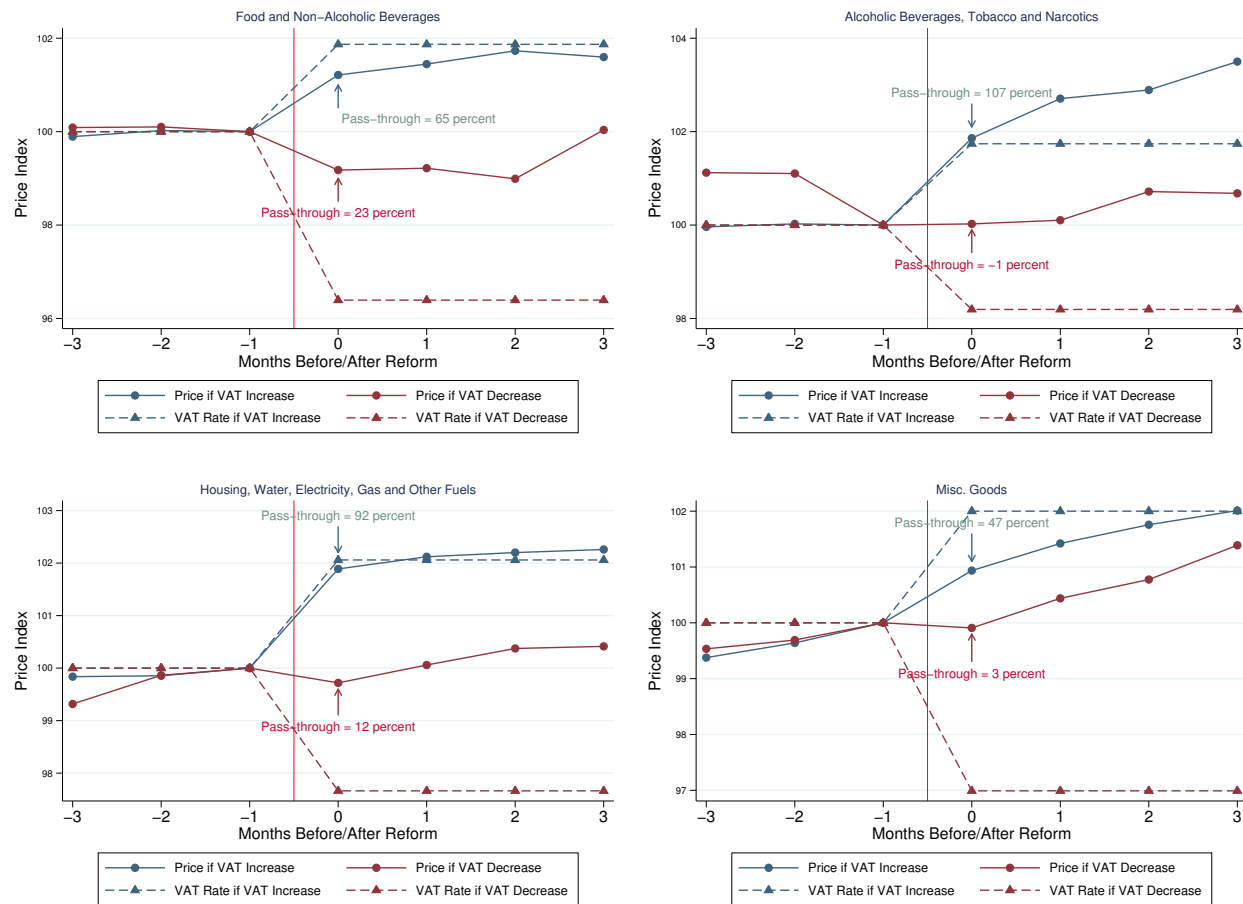 Food and Non−Alcoholic Beverages
102
100
98
96
Price Index
Pass−through = 65 percent
Pass−through = 23 percent
−3 −2 −1 0 1 2 3
Months Before/After Reform
Price if VAT Increase Price if VAT Decrease
VAT Rate if VAT Increase VAT Rate if VAT Decrease
Alcoholic Beverages, Tobacco and Narcotics
104
102
100
98
Price Index
Pass−through = 107 percent
Pass−through = −1 percent
−3 −2 −1 0 1 2 3
Months Before/After Reform
Price if VAT Increase Price if VAT Decrease
VAT Rate if VAT Increase VAT Rate if VAT Decrease
Housing, Water, Electricity, Gas and Other Fuels
103
102
101
100
99
98
Price Index
Pass−through = 92 percent
Pass−through = 12 percent
−3 −2 −1 0 1 2 3
Months Before/After Reform
Price if VAT Increase Price if VAT Decrease
VAT Rate if VAT Increase VAT Rate if VAT Decrease
Misc. Goods
102
101
100
99
98
97
Price Index
Pass−through = 47 percent
Pass−through = 3 percent
−3 −2 −1 0 1 2 3
Months Before/After Reform
Price if VAT Increase Price if VAT Decrease
VAT Rate if VAT Increase VAT Rate if VAT Decrease